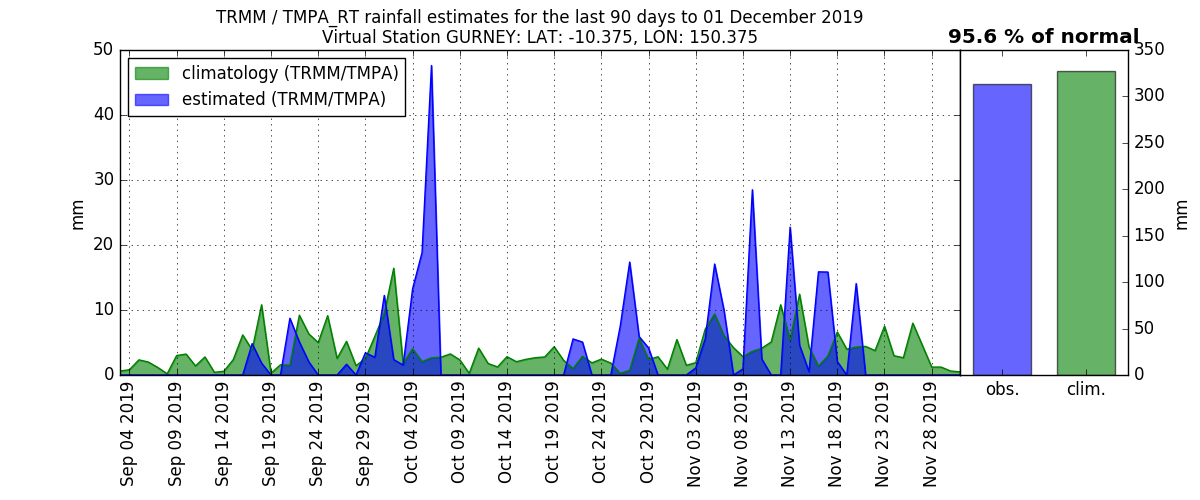 TRMM / TMPA_RT rainfall estimates for the last 90 days to 01 December 2019
Virtual Station GURNEY: LAT: -10.375, LON: 150.375
95.6 % of normal
climatology (TRMM/TMPA)
estimated (TRMM/TMPA)
50
40
30
20
10
0
mm
Sep 04 2019
Sep 09 2019
Sep 14 2019
Sep 19 2019
Sep 24 2019
Sep 29 2019
Oct 04 2019
Oct 09 2019
Oct 14 2019
Oct 19 2019
Oct 24 2019
Oct 29 2019
Nov 03 2019
Nov 08 2019
Nov 13 2019
Nov 18 2019
Nov 23 2019
Nov 28 2019
350
300
250
200
150
100
50
0
mm
obs.
clim.